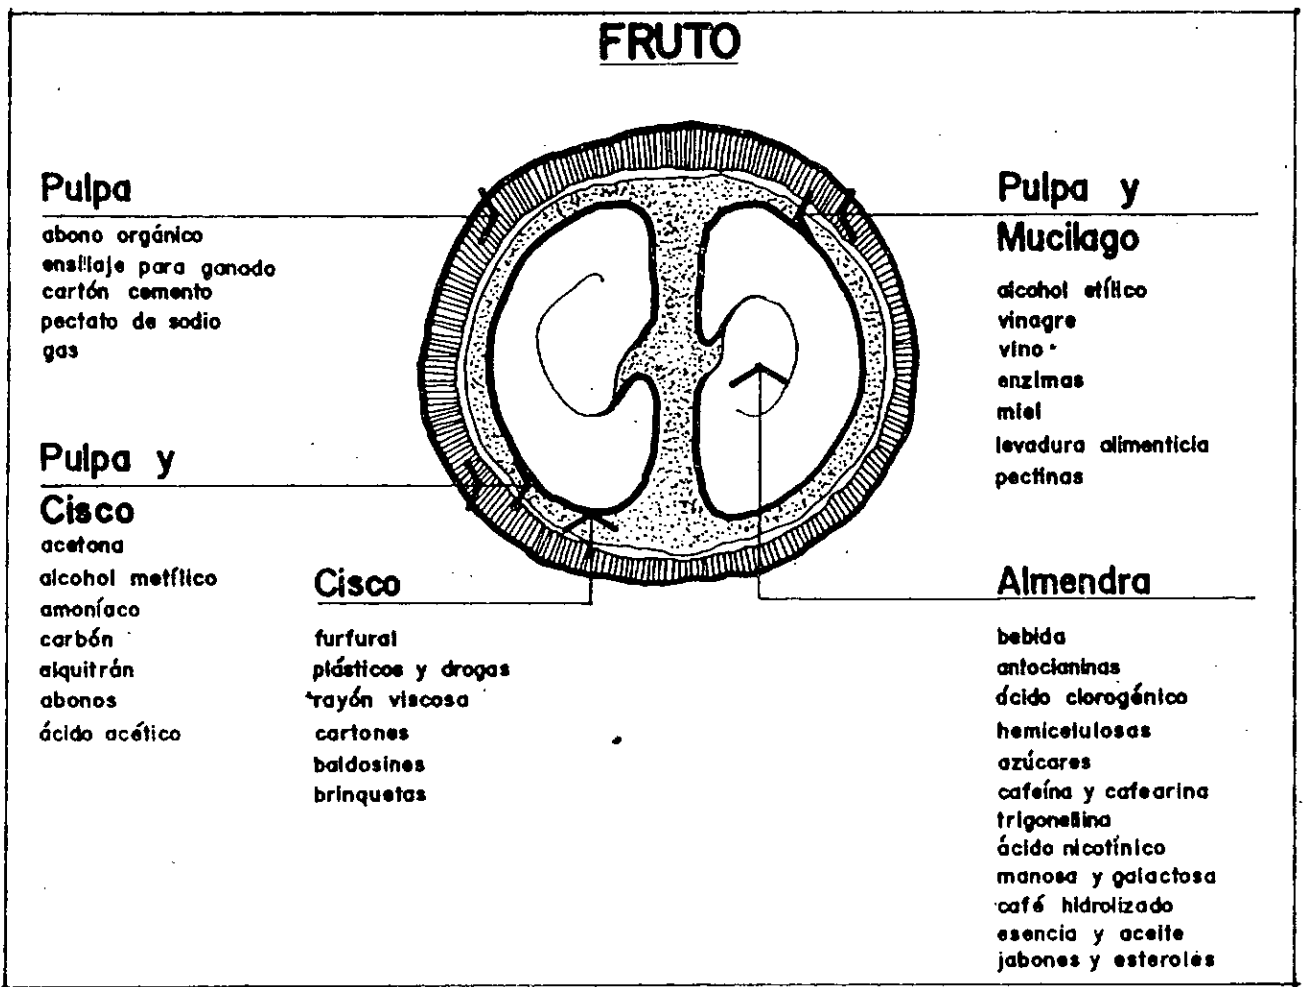 FRUTO
Pulpa
abono orgánico
ensilaje para ganado
cartón cemento
pectato de sodio
gas
Pulpa y
Cisco
acetona
alcohol metílico
amoníaco
carbón
alquitrán
abonos
ácido acético
Cisco
furfural
plásticos y drogas
rayón viscosa
cartones
baldosines
brinquetas
Pulpa y
Mucilago
alcohol etílico
vinagre
vino
enzimas
miel
levadura alimenticia
pectinas
Almendra
bebida
antocianinas
ácido clorogénico
hemicelulosas
azúcares
cafeína y cafearina
trigonellina
ácido nicotínico
manosa y galactosa
café hidrolizado
esencia y aceite
jabones y esteroles